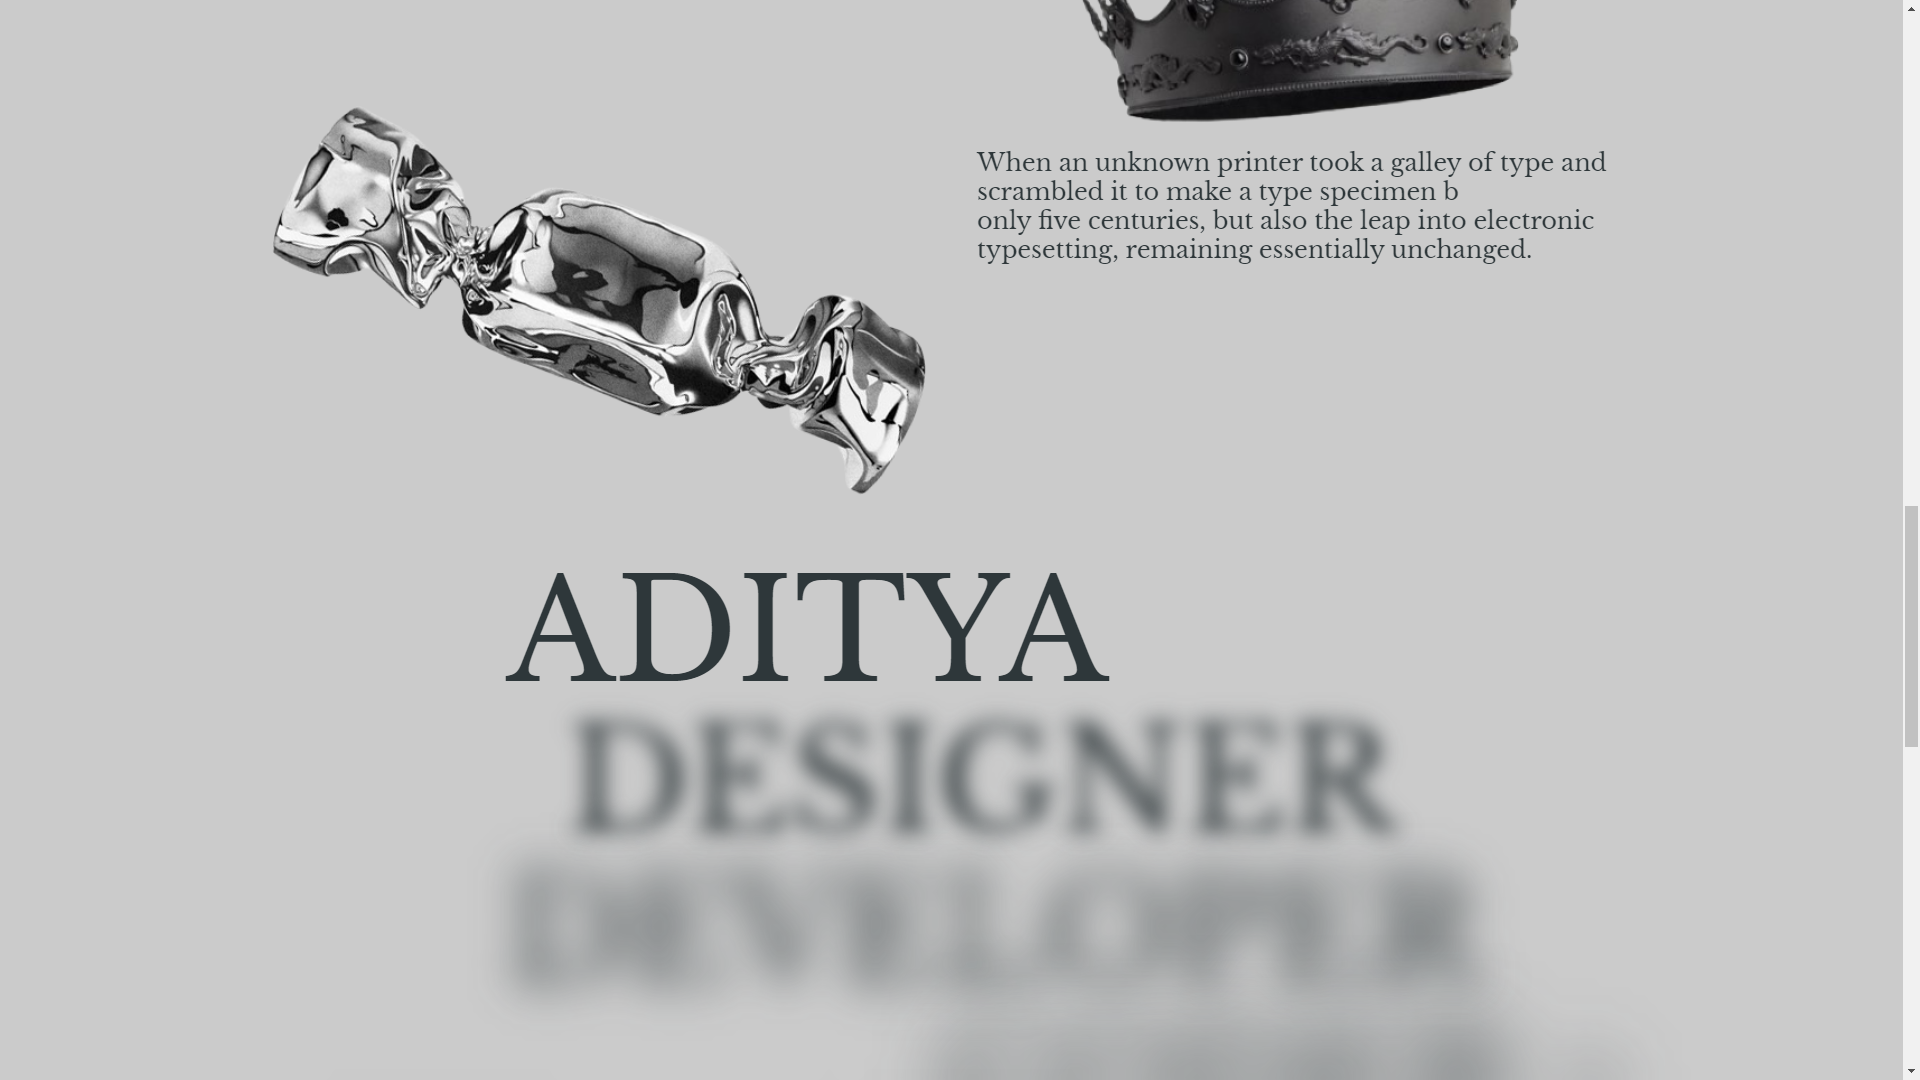 When an unknown printer took a galley of type and
scrambled it to make a type specimen b
only five centuries, but also the leap into electronic
typesetting, remaining essentially unchanged.
ADITYA
DESIGNER
DEVELOPER